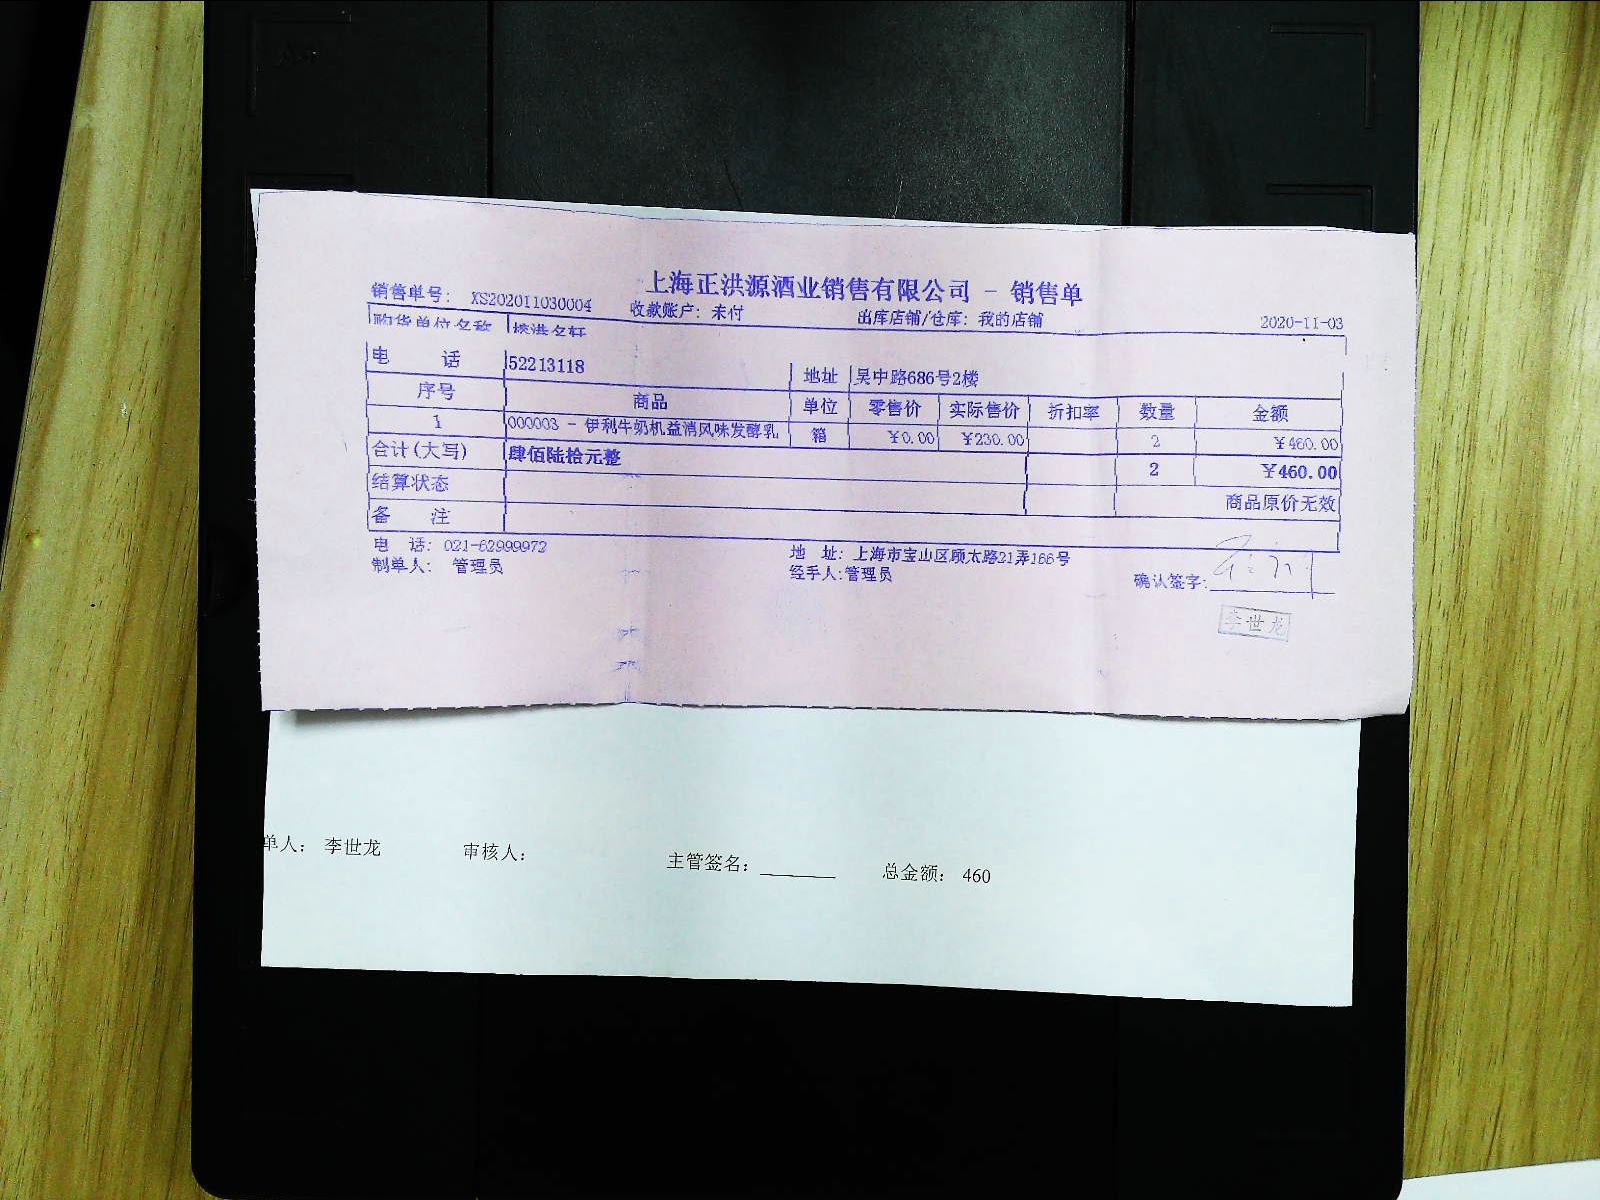 上海正洪源酒业销售有限公司 - 销售单
销售单号： XS202011030004 收款账户：未付 出库店铺/仓库：我的店铺 2020-11-03
购货单位名称 名轩
电 话 52213118 地址 吴中路686号2楼
序号 商品 单位 零售价 实际售价 折扣率 数量 金额
1 000003 - 伊利牛奶机益消风味发酵乳 箱 ￥0.00 ￥230.00 2 ￥460.00
合计(大写) 肆佰陆拾元整 2 ￥460.00
结算状态 商品原价无效
备 注
电 话： 021-62999972 地 址：上海市宝山区顾太路21弄166号
制单人： 管理员 经手人:管理员 确认签字:
李世龙
单人： 李世龙 审核人： 主管签名： 总金额： 460